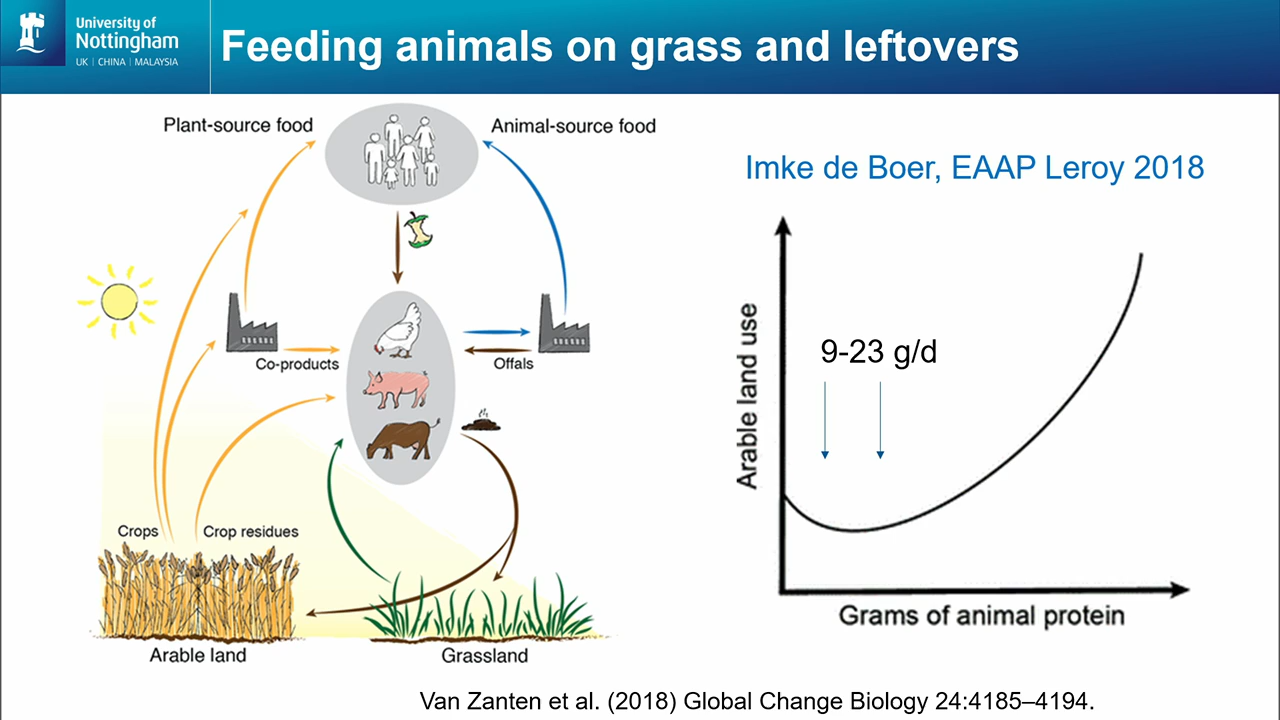 University of
Nottingham
UK | CHINA | MALAYSIA
Feeding animals on grass and leftovers
Plant-source food
Animal-source food
Co-products
Offals
Crops
Crop residues
Arable land
Grassland
Imke de Boer, EAAP Leroy 2018
Arable land use
9-23 g/d
Grams of animal protein
Van Zanten et al. (2018) Global Change Biology 24:4185–4194.